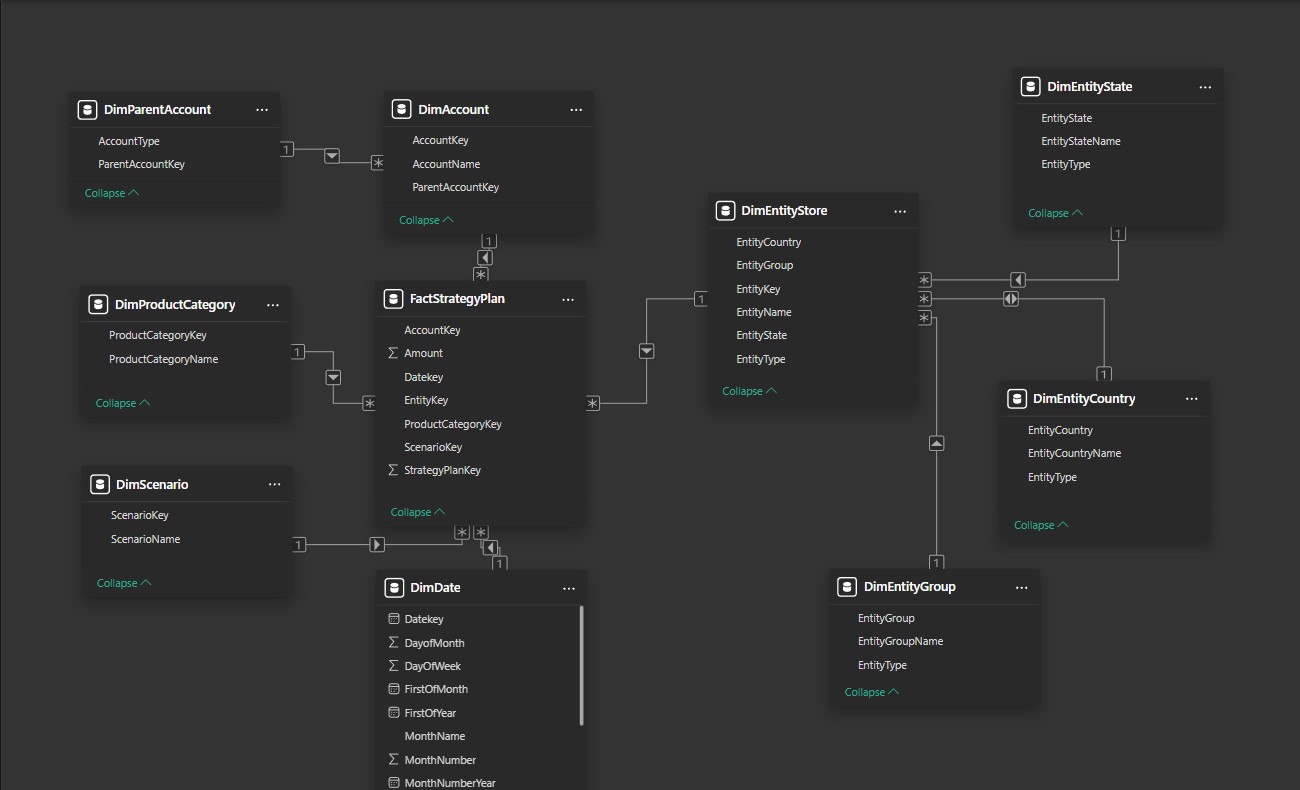 DimParentAccount
AccountType
ParentAccountKey
Collapse
1
*
DimAccount
AccountKey
AccountName
ParentAccountKey
Collapse
1
*
DimProductCategory
ProductCategoryKey
ProductCategoryName
Collapse
1
*
FactStrategyPlan
AccountKey
Σ Amount
Datekey
EntityKey
ProductCategoryKey
ScenarioKey
Σ StrategyPlanKey
Collapse
*
*
1
DimScenario
ScenarioKey
ScenarioName
Collapse
1
DimDate
Datekey
Σ DayofMonth
Σ DayOfWeek
FirstOfMonth
FirstOfYear
MonthName
Σ MonthNumber
MonthNumberYear
*
1
DimEntityStore
EntityCountry
EntityGroup
EntityKey
EntityName
EntityState
EntityType
Collapse
*
*
*
DimEntityState
EntityState
EntityStateName
EntityType
Collapse
1
1
DimEntityCountry
EntityCountry
EntityCountryName
EntityType
Collapse
1
DimEntityGroup
EntityGroup
EntityGroupName
EntityType
Collapse